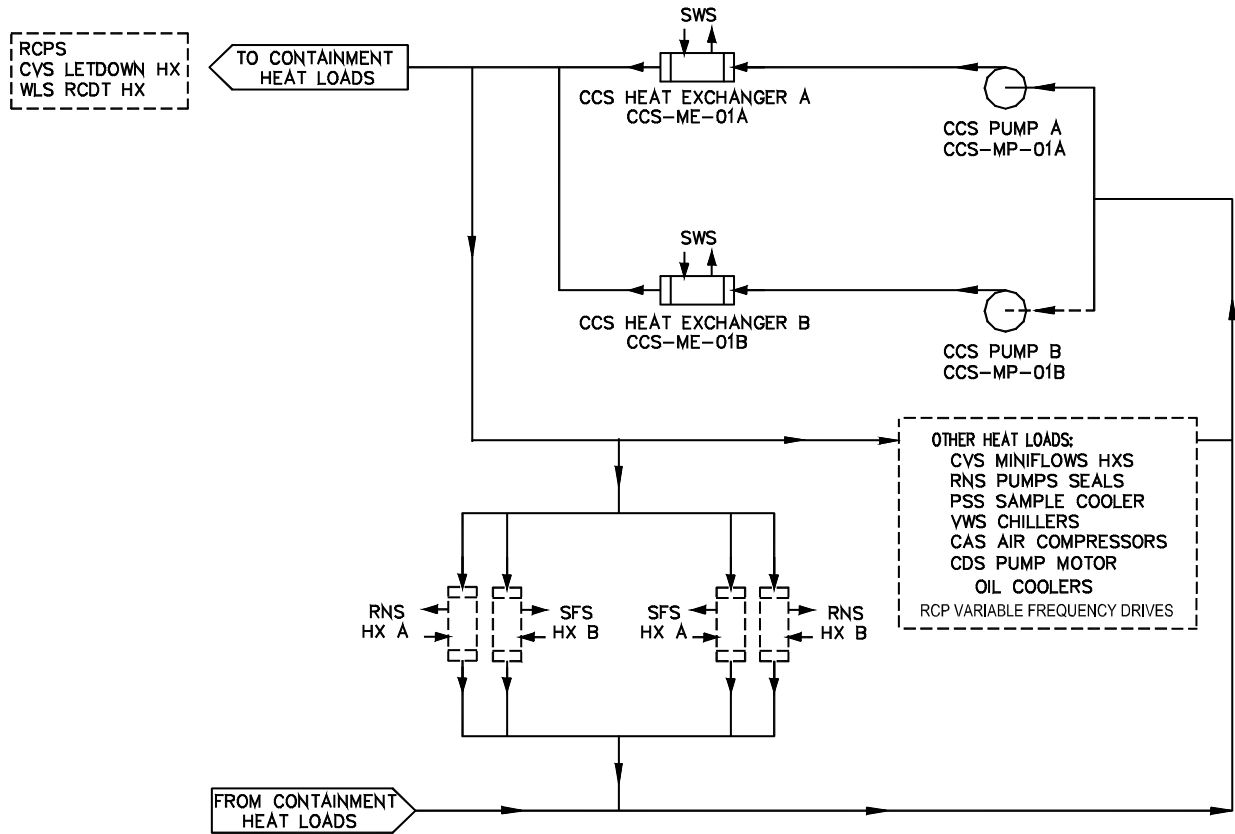 SWS
RCPS
CVS LETDOWN HX
WLS RCDT HX
TO CONTAINMENT
HEAT LOADS
CCS HEAT EXCHANGER A
CCS-ME-01A
CCS PUMP A
CCS-MP-01A
SWS
CCS HEAT EXCHANGER B
CCS-ME-01B
CCS PUMP B
CCS-MP-01B
OTHER HEAT LOADS:
CVS MINIFLOWS HXS
RNS PUMPS SEALS
PSS SAMPLE COOLER
VWS CHILLERS
CAS AIR COMPRESSORS
CDS PUMP MOTOR
OIL COOLERS
RCP VARIABLE FREQUENCY DRIVES
RNS
HX A
SFS
HX B
SFS
HX A
RNS
HX B
FROM CONTAINMENT
HEAT LOADS